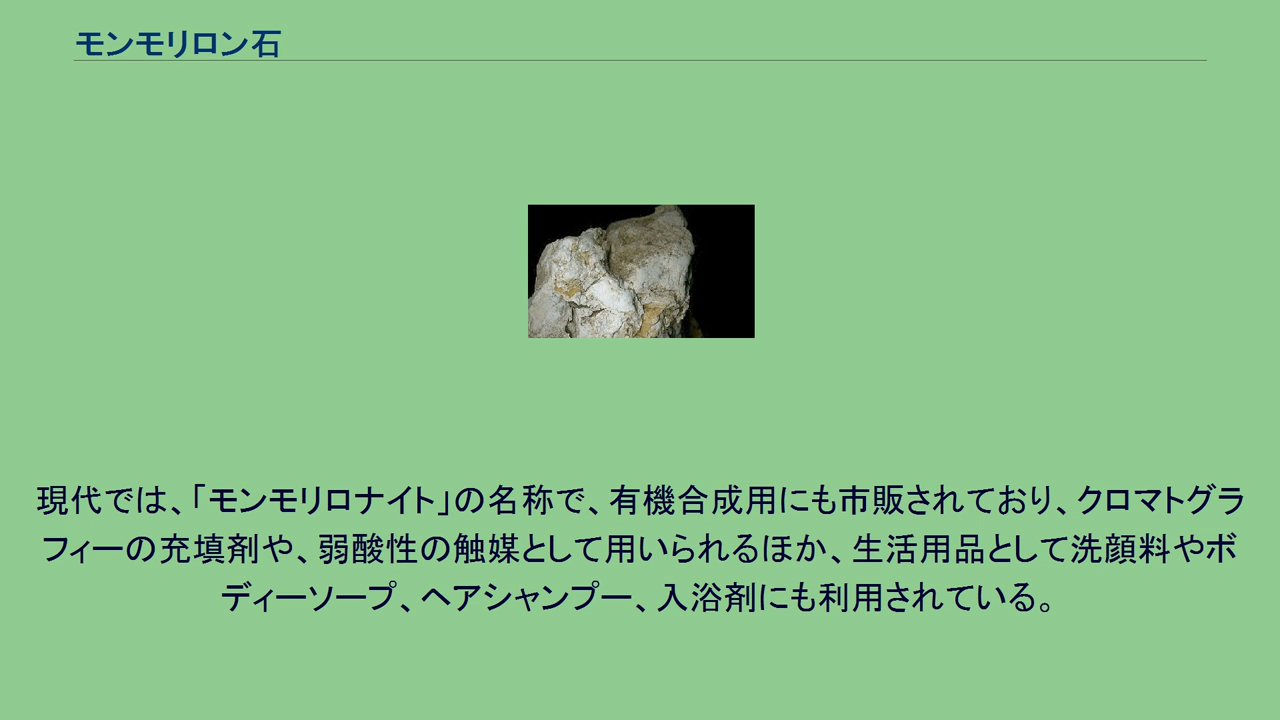 モンモリロン石
現代では、「モンモリロナイト」の名称で、有機合成用にも市販されており、クロマトグラ
フィーの充填剤や、弱酸性の触媒として用いられるほか、生活用品として洗顔料やボ
ディーソープ、ヘアシャンプー、入浴剤にも利用されている。